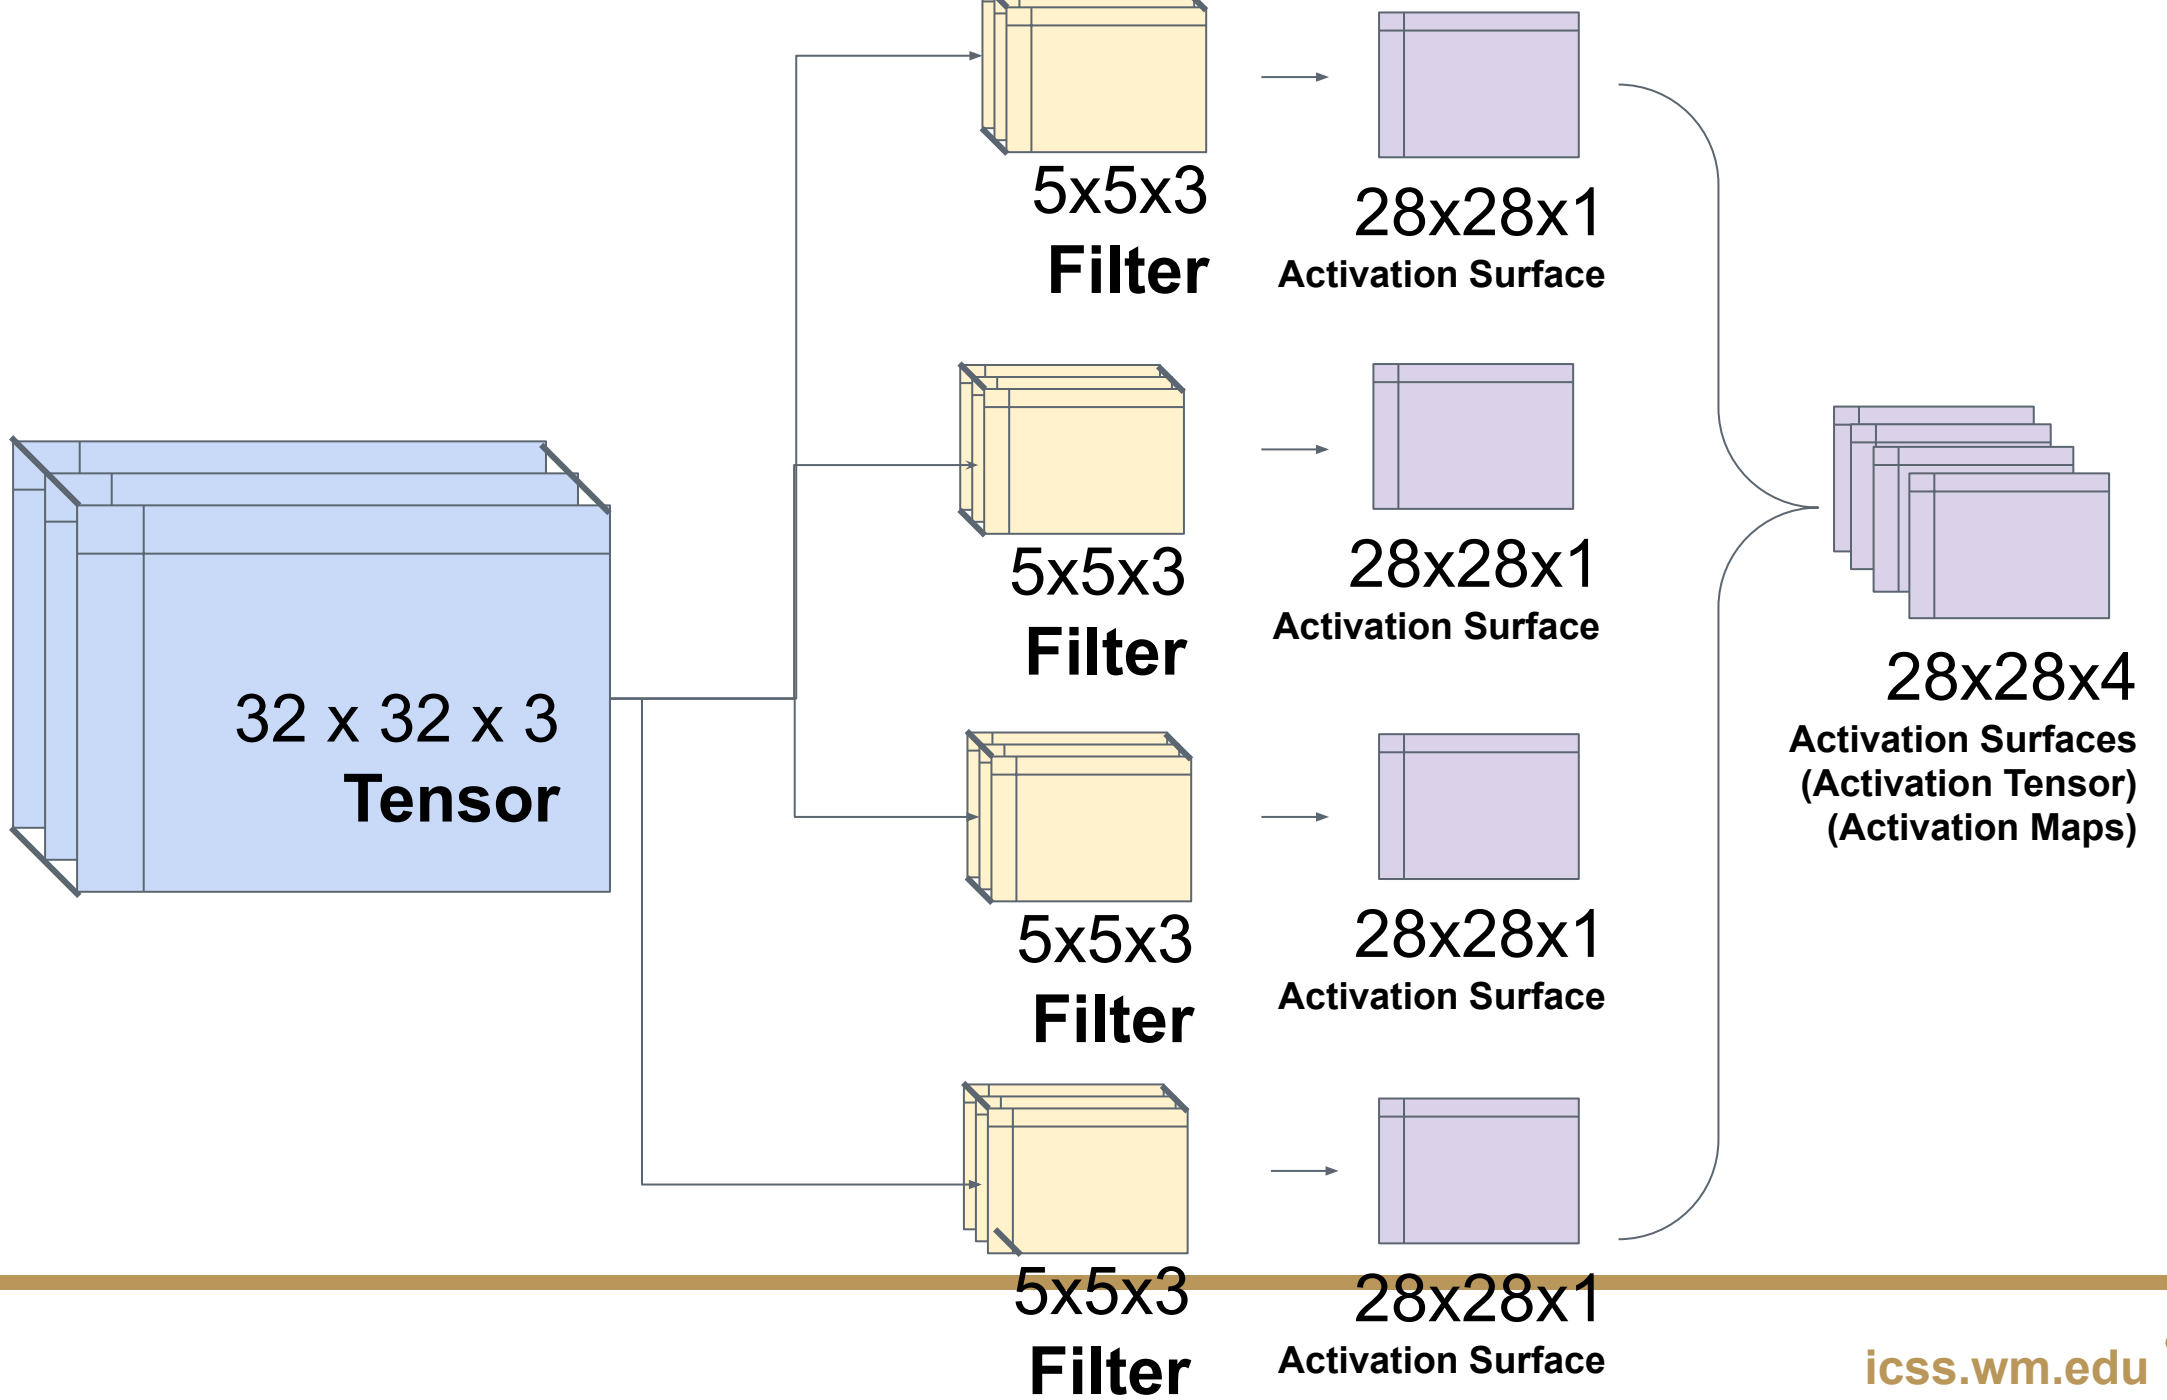 5x5x3
Filter
28x28x1
Activation Surface
5x5x3
Filter
28x28x1
Activation Surface
32 x 32 x 3
Tensor
28x28x4
Activation Surfaces
(Activation Tensor)
(Activation Maps)
5x5x3
Filter
28x28x1
Activation Surface
5x5x3
Filter
28x28x1
Activation Surface
icss.wm.edu